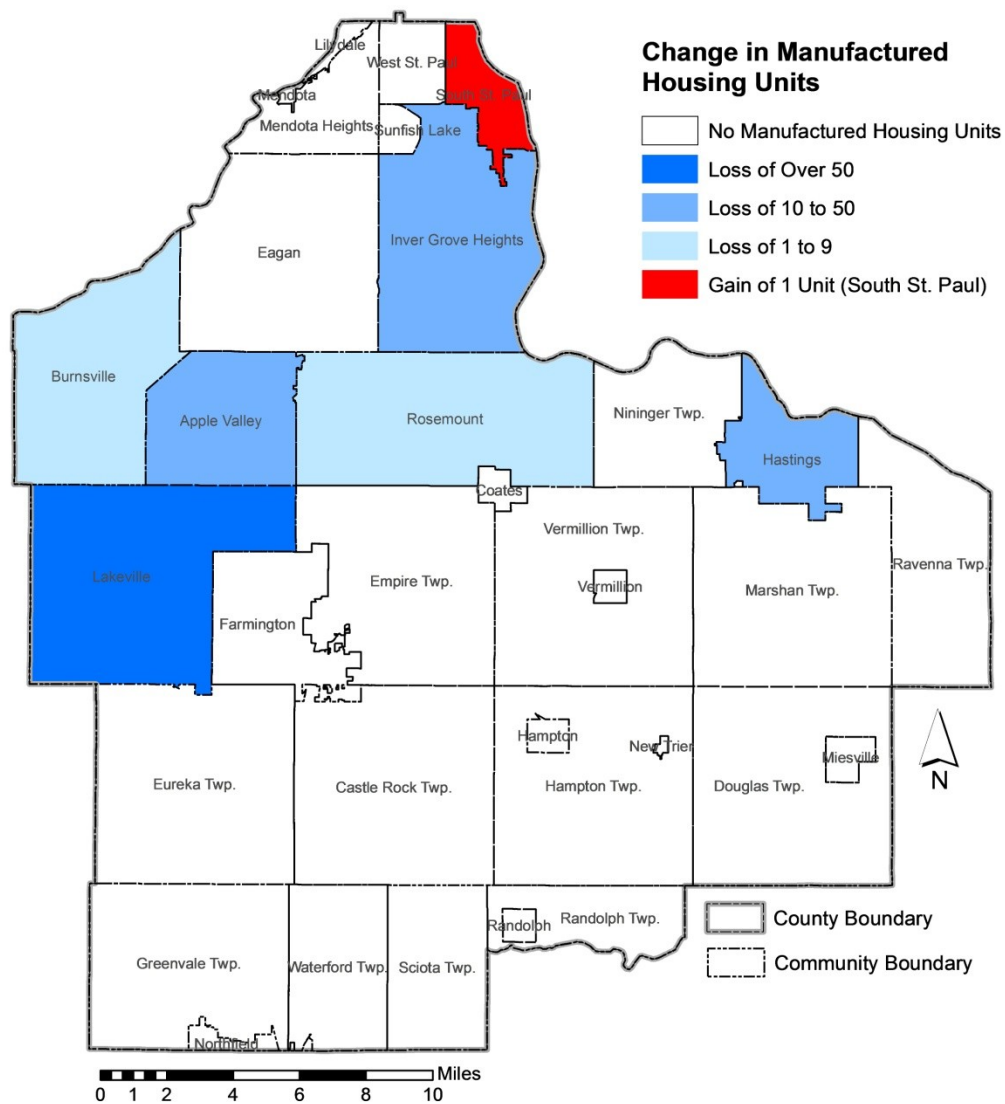 Change in Manufactured
Housing Units
No Manufactured Housing Units
Loss of Over 50
Loss of 10 to 50
Loss of 1 to 9
Gain of 1 Unit (South St. Paul)
Lilydale
West St. Paul
Mendota
South St. Paul
Mendota Heights
Sunfish Lake
Eagan
Inver Grove Heights
Burnsville
Apple Valley
Rosemount
Nininger Twp.
Hastings
Coates
Vermillion Twp.
Ravenna Twp.
Lakeville
Empire Twp.
Vermillion
Marshan Twp.
Farmington
Hampton
New Trier
Miesville
Eureka Twp.
Castle Rock Twp.
Hampton Twp.
Douglas Twp.
N
Randolph
Randolph Twp.
County Boundary
Greenvale Twp.
Waterford Twp.
Sciota Twp.
Community Boundary
Northfield
Miles
0 1 2 4 6 8 10